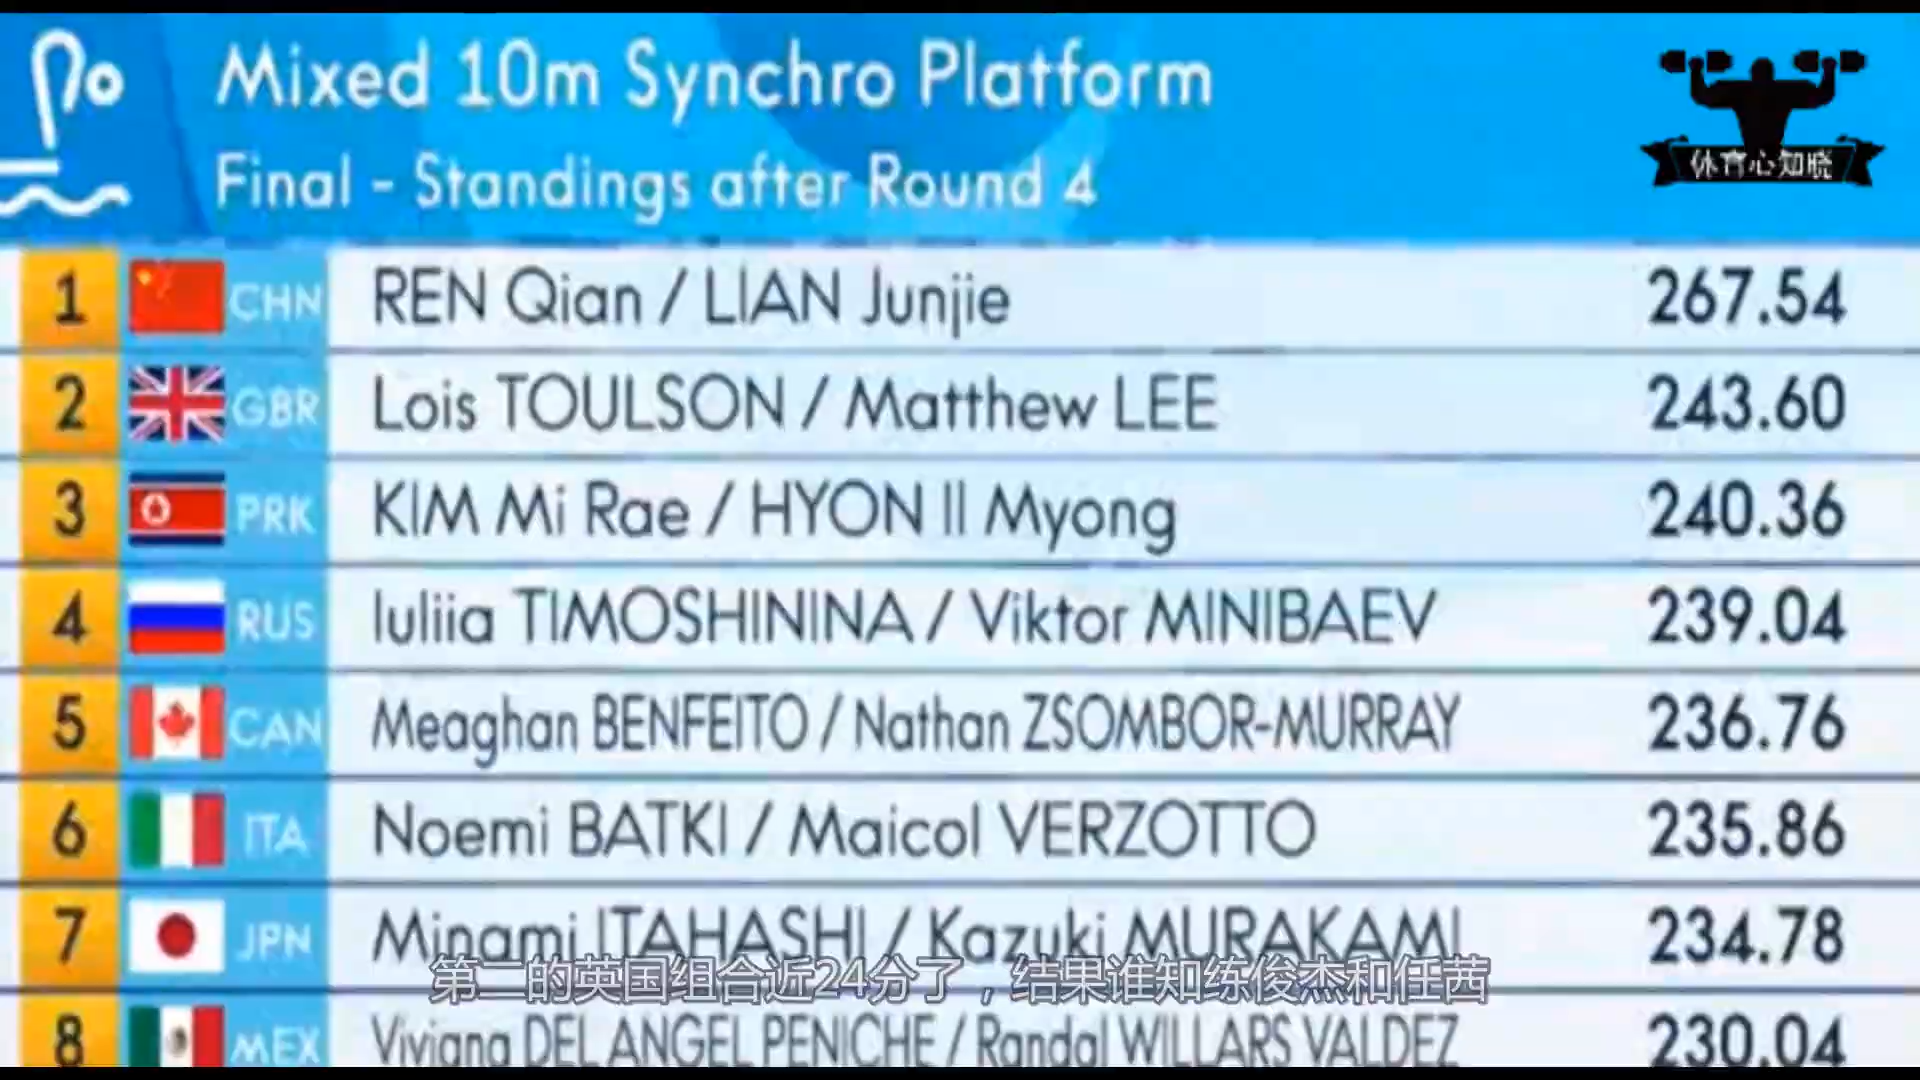 Mixed 10m Synchro Platform
Final - Standings after Round 4
体育心知晓
1 CHN REN Qian / LIAN Junjie 267.54
2 GBR Lois TOULSON / Matthew LEE 243.60
3 PRK KIM Mi Rae / HYON Il Myong 240.36
4 RUS Iuliia TIMOSHININA / Viktor MINIBAEV 239.04
5 CAN Meaghan BENFEITO / Nathan ZSOMBOR-MURRAY 236.76
6 ITA Noemi BATKI / Maicol VERZOTTO 235.86
7 JPN Minami ITAHASHI / Kazuki MURAKAMI 234.78
第二的英国组合近24分了，结果谁知练俊杰和任茜
8 MEX Viviana DEL ANGEL PENICHE / Randal WILLARS VALDEZ 230.04